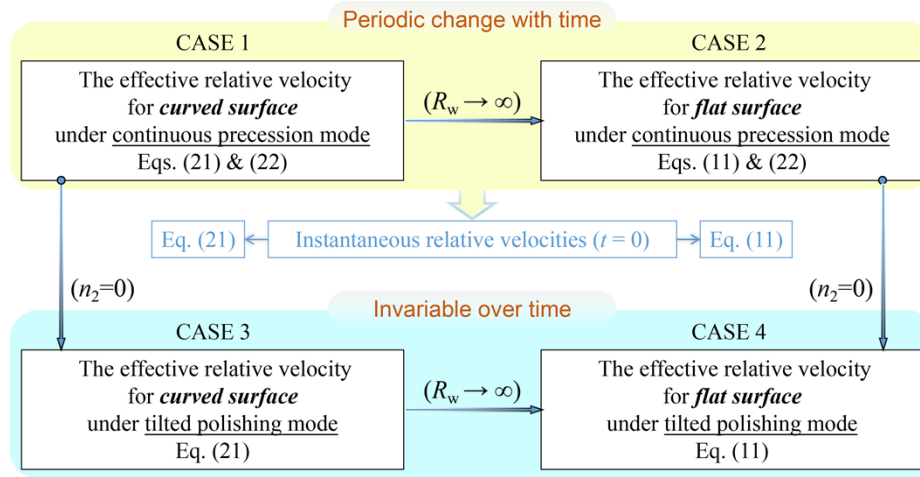 Periodic change with time
CASE 1
The effective relative velocity
for curved surface
under continuous precession mode
Eqs. (21) & (22)
(Rw → ∞)
CASE 2
The effective relative velocity
for flat surface
under continuous precession mode
Eqs. (11) & (22)
Eq. (21)
Instantaneous relative velocities (t = 0)
Eq. (11)
(n2=0)
(n2=0)
Invariable over time
CASE 3
The effective relative velocity
for curved surface
under tilted polishing mode
Eq. (21)
(Rw → ∞)
CASE 4
The effective relative velocity
for flat surface
under tilted polishing mode
Eq. (11)